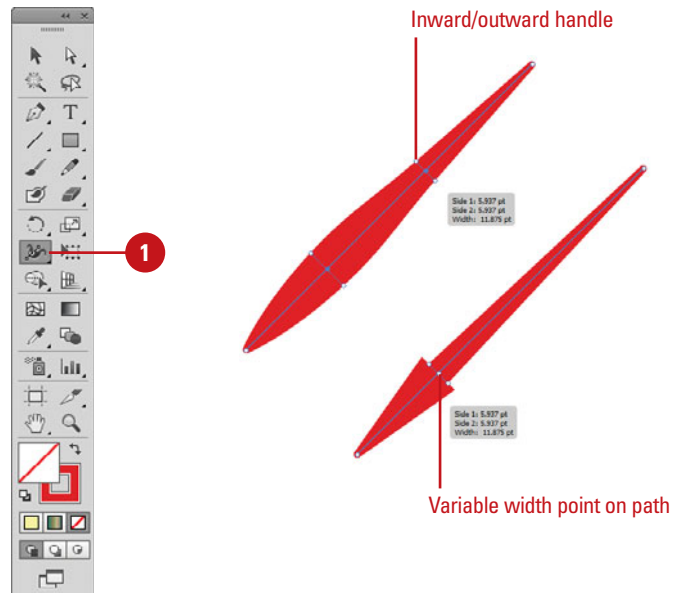 Inward/outward handle
Side 1: 5.937 pt
Side 2: 5.937 pt
Width: 11.875 pt
1
T
Side 1: 5.937 pt
Side 2: 5.937 pt
Width: 11.875 pt
Variable width point on path